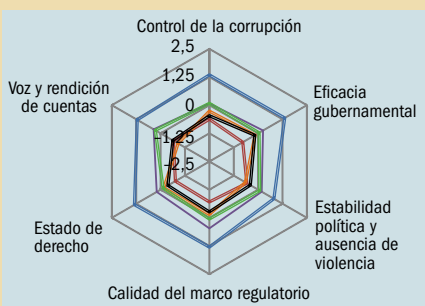 Control de la corrupción
2,5
1,25
0
-1,25
-2,5
Voz y rendición
de cuentas
Eficacia
gubernamental
Estado de
derecho
Estabilidad
política y
ausencia de
violencia
Calidad del marco regulatorio